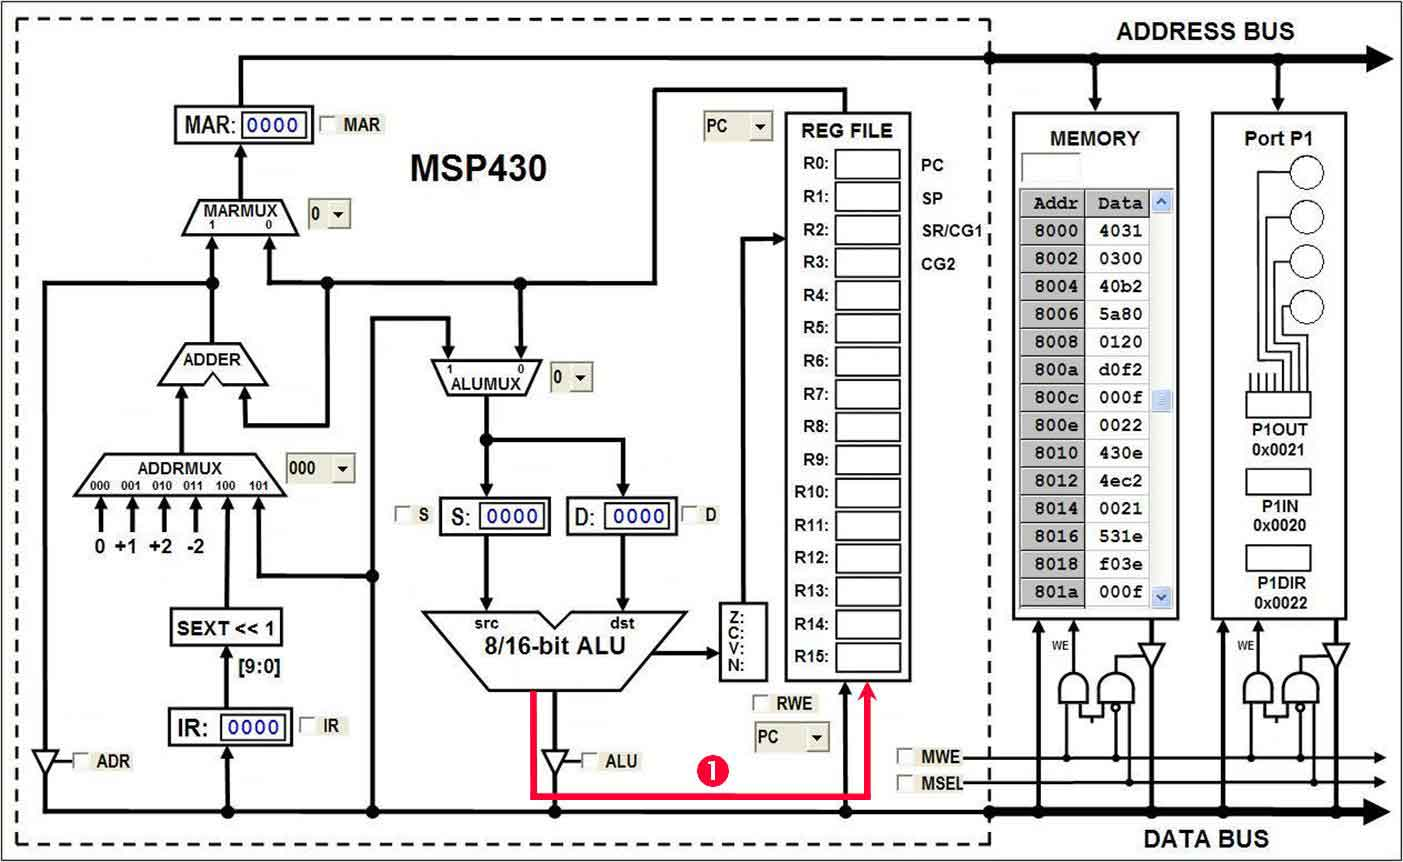 ADDRESS BUS
MAR: 0000
MAR
MSP430
PC
MARMUX
1 0
0
REG FILE
R0: PC
R1: SP
R2: SR/CG1
R3: CG2
R4:
R5:
R6:
R7:
R8:
R9:
R10:
R11:
R12:
R13:
R14:
R15:
MEMORY
Addr Data
8000 4031
8002 0300
8004 40b2
8006 5a80
8008 0120
800a d0f2
800c 000f
800e 0022
8010 430e
8012 4ec2
8014 0021
8016 531e
8018 f03e
801a 000f
Port P1
P1OUT
0x0021
P1IN
0x0020
P1DIR
0x0022
ADDER
1 0
ALUMUX
0
ADDRMUX
000 001 010 011 100 101
000
0 +1 +2 -2
S
S: 0000
D: 0000
D
src dst
8/16-bit ALU
Z:
C:
V:
N:
SEXT << 1
[9:0]
IR: 0000
IR
ADR
ALU
1
RWE
PC
WE
WE
MWE
MSEL
DATA BUS